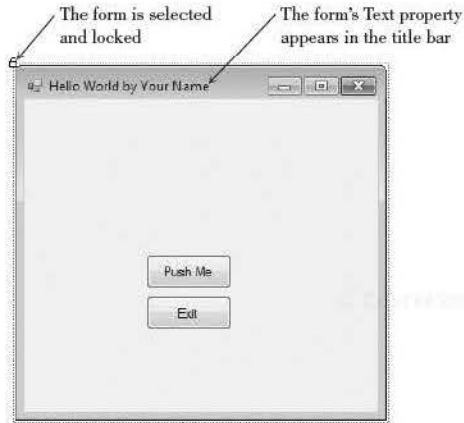 The form is selected
and locked
The form's Text property
appears in the title bar
Hello World by Your Name
Push Me
Exit